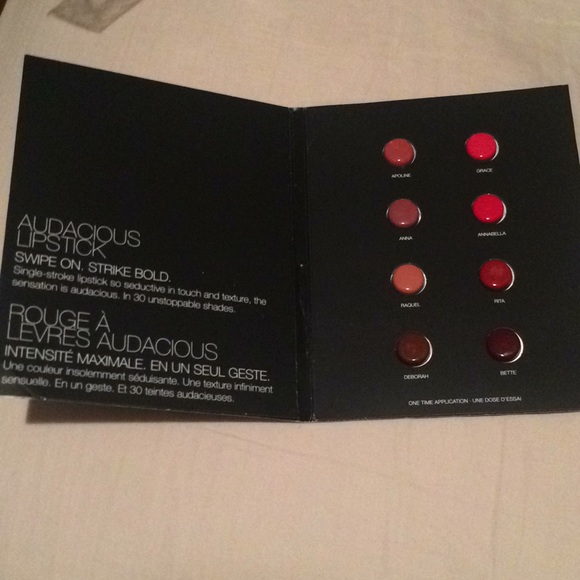 AUDACIOUS
LIPSTICK
SWIPE ON. STRIKE BOLD.
Single-stroke lipstick so seductive in touch and texture, the
sensation is audacious. In 30 unstoppable shades.
ROUGE À
LÈVRES AUDACIOUS
INTENSITÉ MAXIMALE. EN UN SEUL GESTE.
Une couleur insolemment séduisante. Une texture infiniment
sensuelle. En un geste. Et 30 teintes audacieuses.
APOLINE
GRACE
ANNA
ANNABELLA
RAQUEL
RITA
DEBORAH
BETTE
ONE TIME APPLICATION · UNE DOSE D'ESSAI